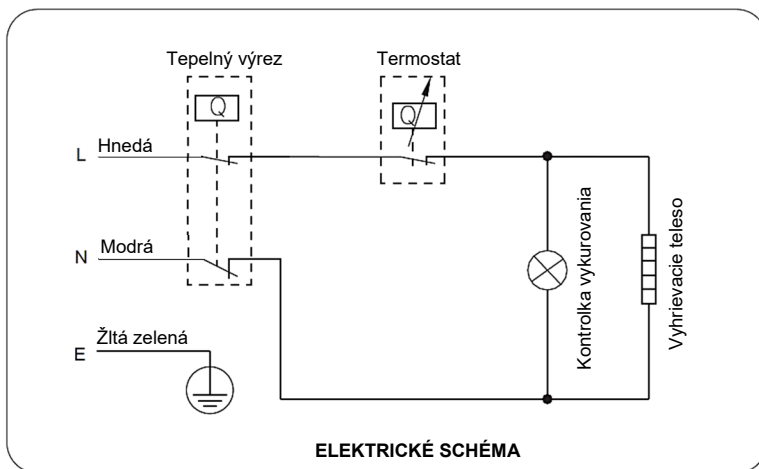 Tepelný výrez
Termostat
Q
Q
L
Hnedá
N
Modrá
E
Žltá zelená
Kontrolka vykurovania
Vyhrievacie teleso
ELEKTRICKÉ SCHÉMA